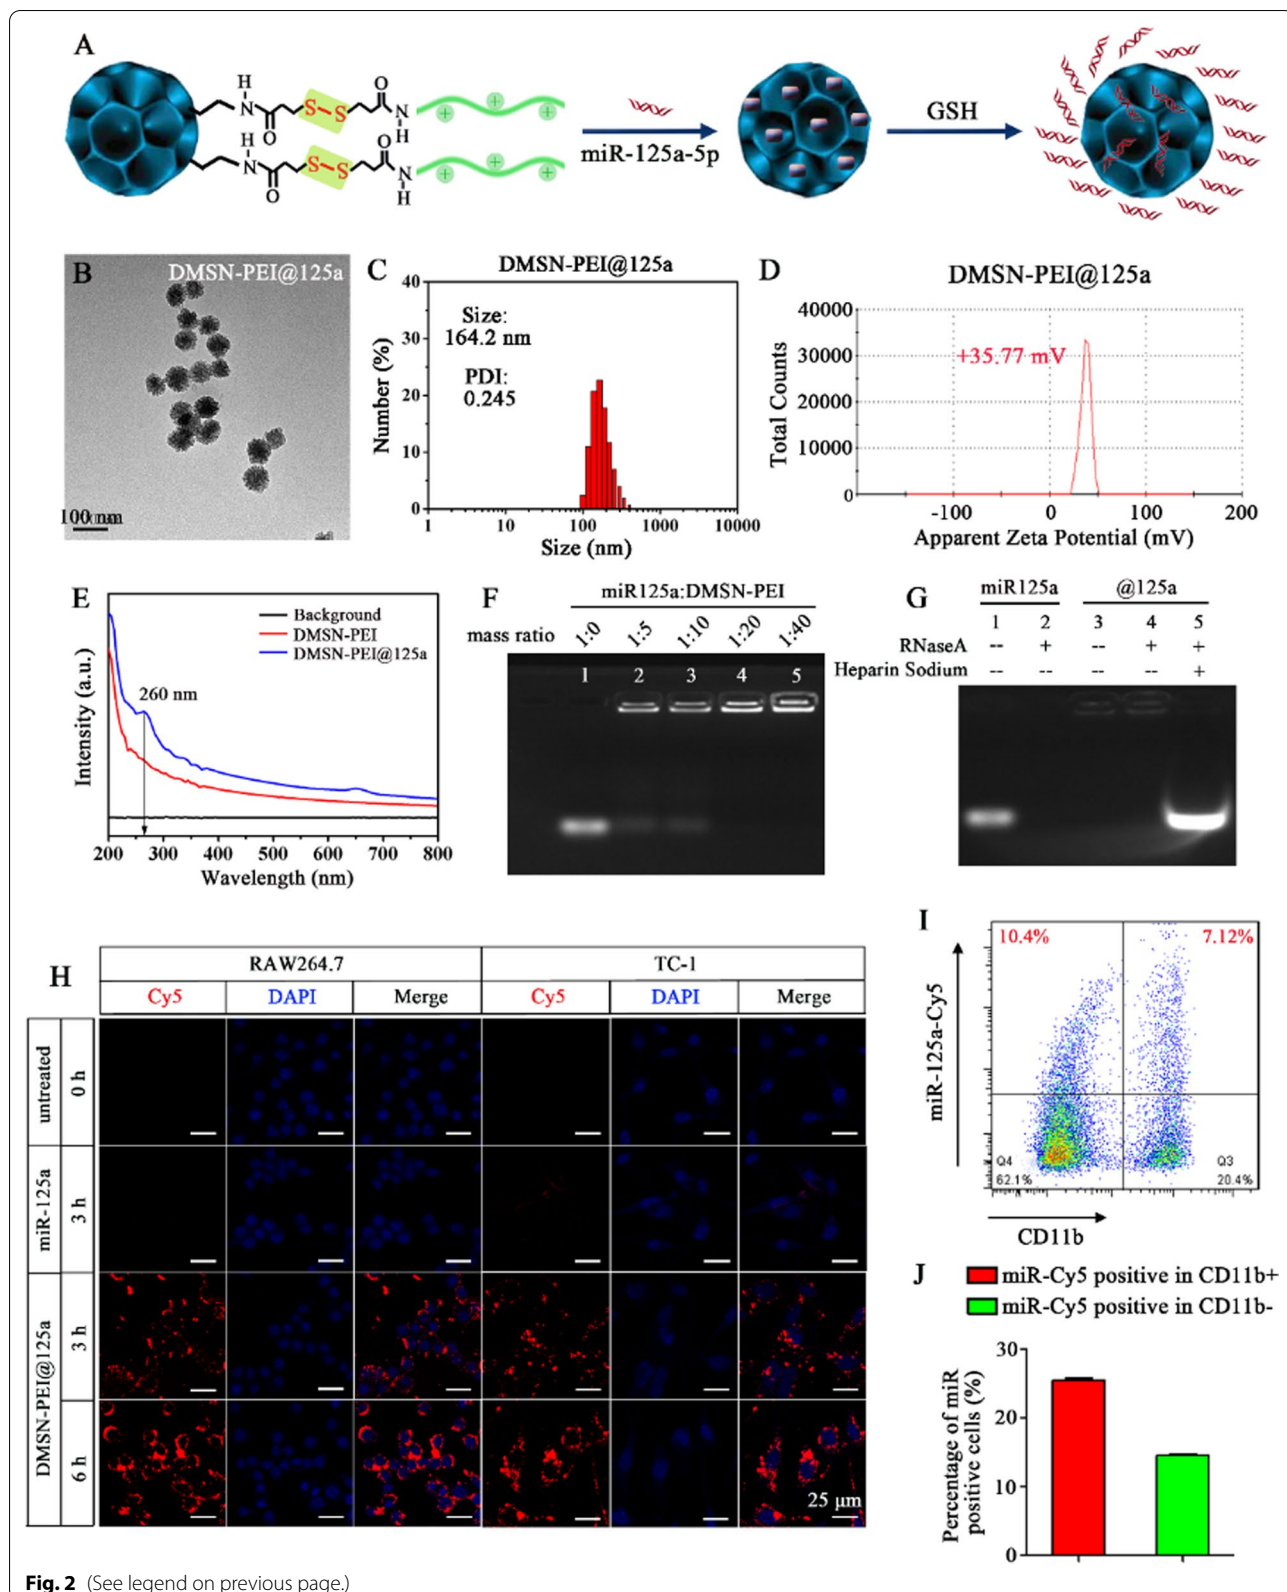 A
H
N
O
S–S
O
N
H
+ + +
H
N
O
S–S
O
N
H
+ + +
miR-125a-5p
GSH
B
DMSN-PEI@125a
100 nm
C
DMSN-PEI@125a
Size:
164.2 nm
PDI:
0.245
Number (%)
40
30
20
10
0
1 10 100 1000 10000
Size (nm)
D
DMSN-PEI@125a
+35.77 mV
Total Counts
40000
30000
20000
10000
0
-100 0 100 200
Apparent Zeta Potential (mV)
E
Background
DMSN-PEI
DMSN-PEI@125a
260 nm
Intensity (a.u.)
200 300 400 500 600 700 800
Wavelength (nm)
F
miR125a:DMSN-PEI
mass ratio 1:0 1:5 1:10 1:20 1:40
1 2 3 4 5
G
miR125a @125a
1 2 3 4 5
RNaseA -- + -- + +
Heparin Sodium -- -- -- -- +
H
RAW264.7 TC-1
Cy5 DAPI Merge Cy5 DAPI Merge
untreated 0 h
miR-125a 3 h
DMSN-PEI@125a 3 h
6 h
25 μm
I
10.4% 7.12%
miR-125a-Cy5
Q4
62.1%
Q3
20.4%
CD11b
J
miR-Cy5 positive in CD11b+
miR-Cy5 positive in CD11b-
Percentage of miR
positive cells (%)
30
20
10
0
Fig. 2 (See legend on previous page.)